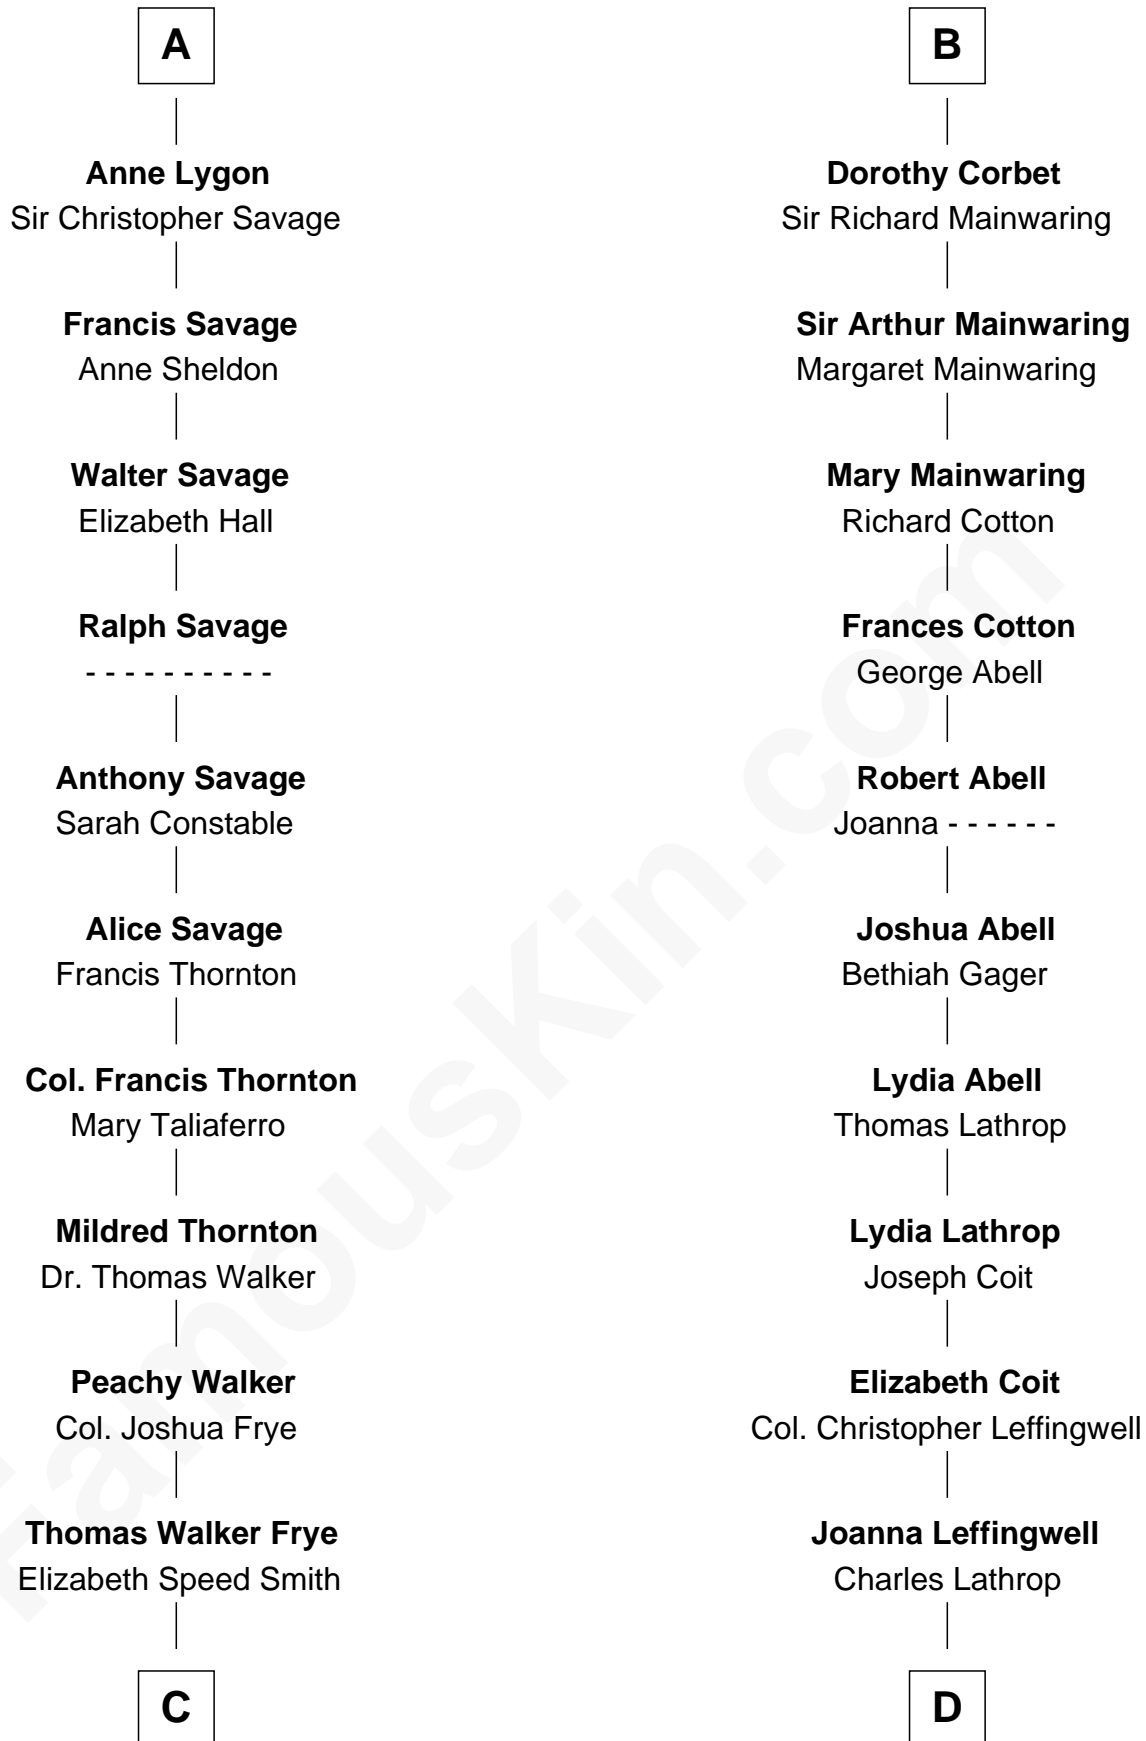 A
Anne Lygon
Sir Christopher Savage
Francis Savage
Anne Sheldon
Walter Savage
Elizabeth Hall
Ralph Savage
- - - - - - - - - -
Anthony Savage
Sarah Constable
Alice Savage
Francis Thornton
Col. Francis Thornton
Mary Taliaferro
Mildred Thornton
Dr. Thomas Walker
Peachy Walker
Col. Joshua Frye
Thomas Walker Frye
Elizabeth Speed Smith
C
B
Dorothy Corbet
Sir Richard Mainwaring
Sir Arthur Mainwaring
Margaret Mainwaring
Mary Mainwaring
Richard Cotton
Frances Cotton
George Abell
Robert Abell
Joanna - - - - - -
Joshua Abell
Bethiah Gager
Lydia Abell
Thomas Lathrop
Lydia Lathrop
Joseph Coit
Elizabeth Coit
Col. Christopher Leffingwell
Joanna Leffingwell
Charles Lathrop
D
FamousKin.com